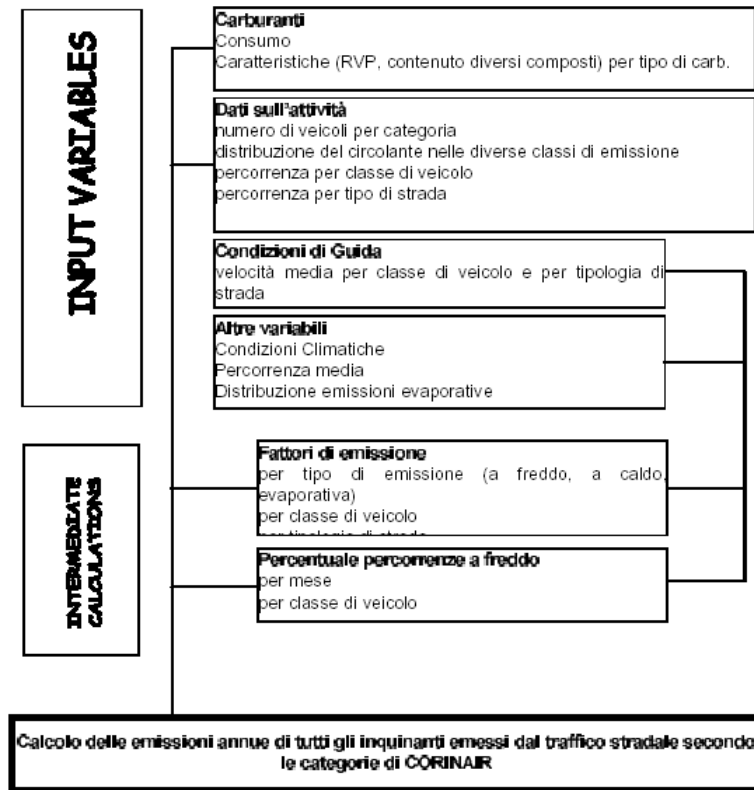 INPUT VARIABLES
Carburanti
Consumo
Caratteristiche (RVP, contenuto diversi composti) per tipo di carb.
Dati sull'attività
numero di veicoli per categoria
distribuzione del circolante nelle diverse classi di emissione
percorrenza per classe di veicolo
percorrenza per tipo di strada
Condizioni di Guida
velocità media per classe di veicolo e per tipologia di
strada
Altre variabili
Condizioni Climatiche
Percorrenza media
Distribuzione emissioni evaporative
INTERMEDIATE
CALCULATIONS
Fattori di emissione
per tipo di emissione (a freddo, a caldo,
evaporativa)
per classe di veicolo
per tipologia di strada
Percentuale percorrenze a freddo
per mese
per classe di veicolo
Calcolo delle emissioni annue di tutti gli inquinanti emessi dal traffico stradale secondo
le categorie di CORINAIR